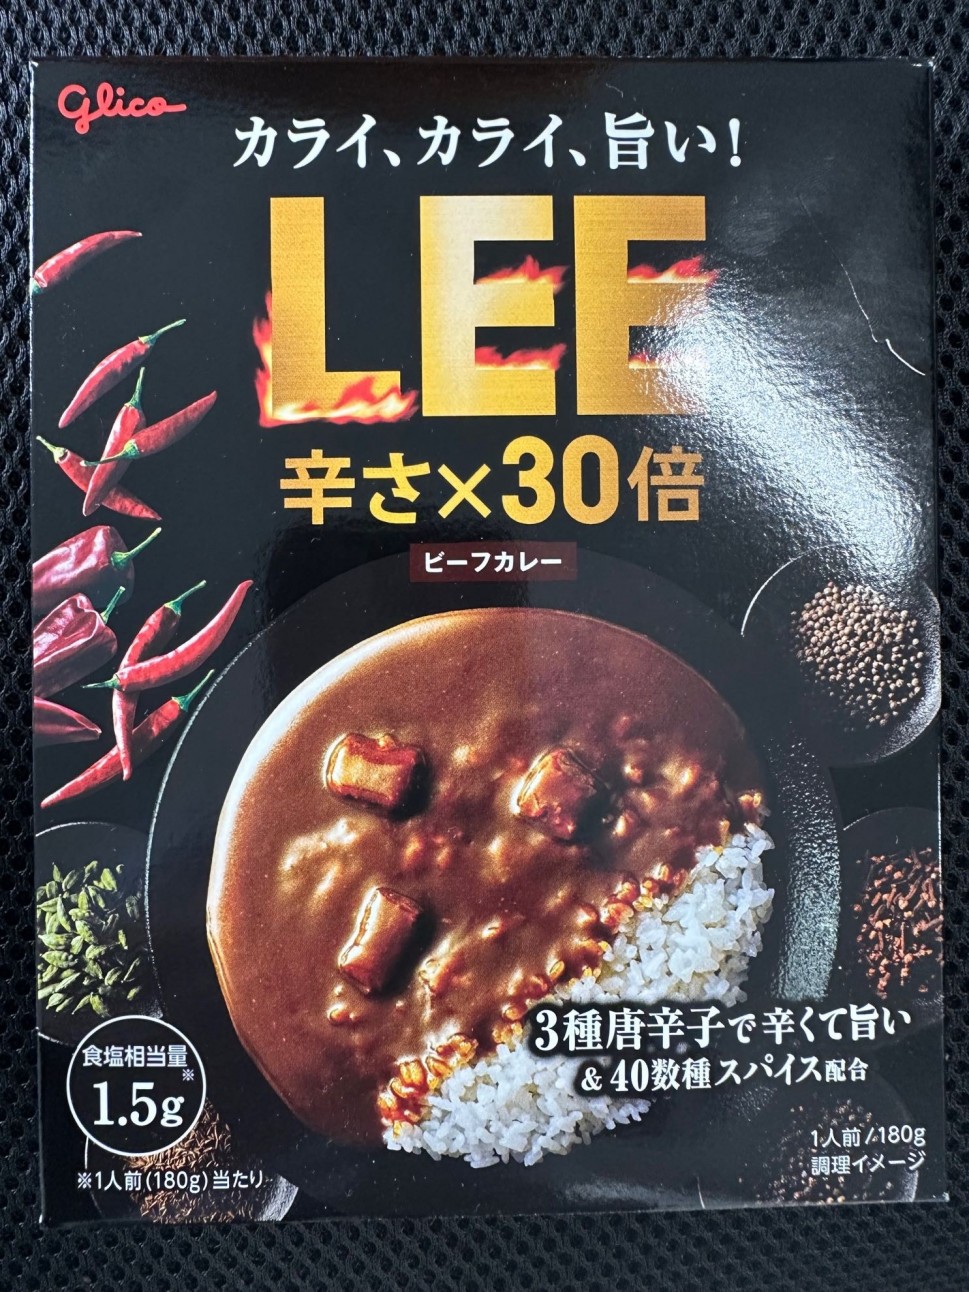 glico
カライ、カライ、旨い!
LEE
辛さ×30倍
ビーフカレー
3種唐辛子で辛くて旨い
&40数種スパイス配合
食塩相当量
1.5g※
※1人前(180g)当たり
1人前/180g
調理イメージ